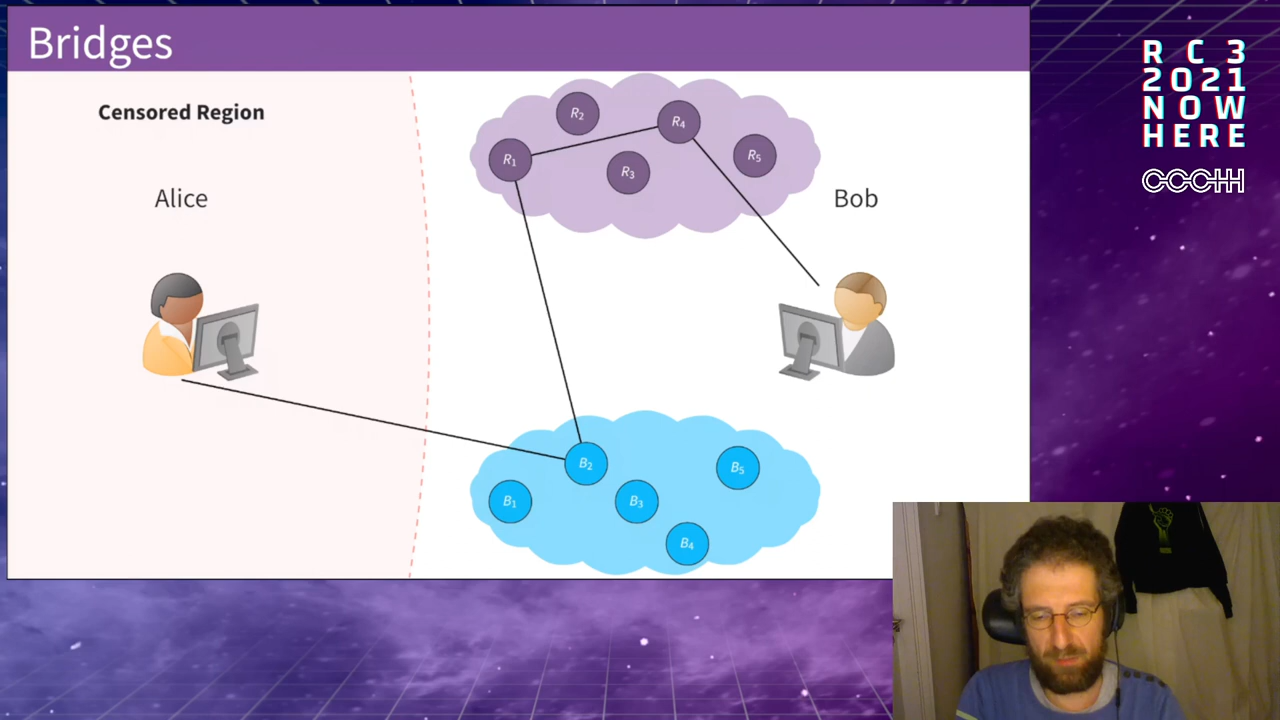 Bridges
Censored Region
Alice
Bob
R₁
R₂
R₃
R₄
R₅
B₁
B₂
B₃
B₄
B₅
R C 3
2021
N O W
HERE
CCCHH